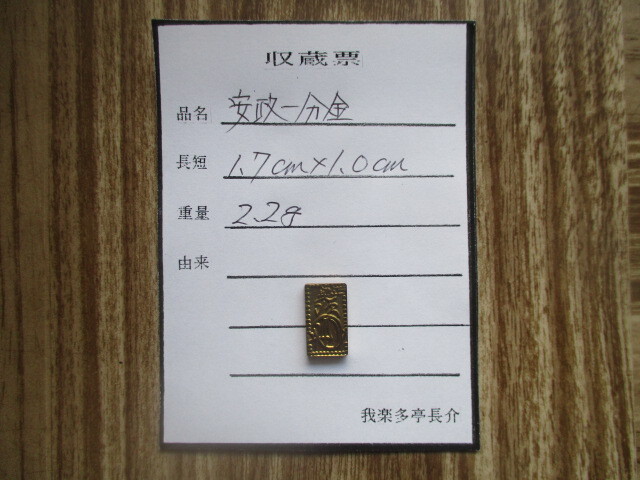 収蔵票
品名 安政一分金
長短 1.7cm×1.0cm
重量 2.2g
由来
我楽多亭長介